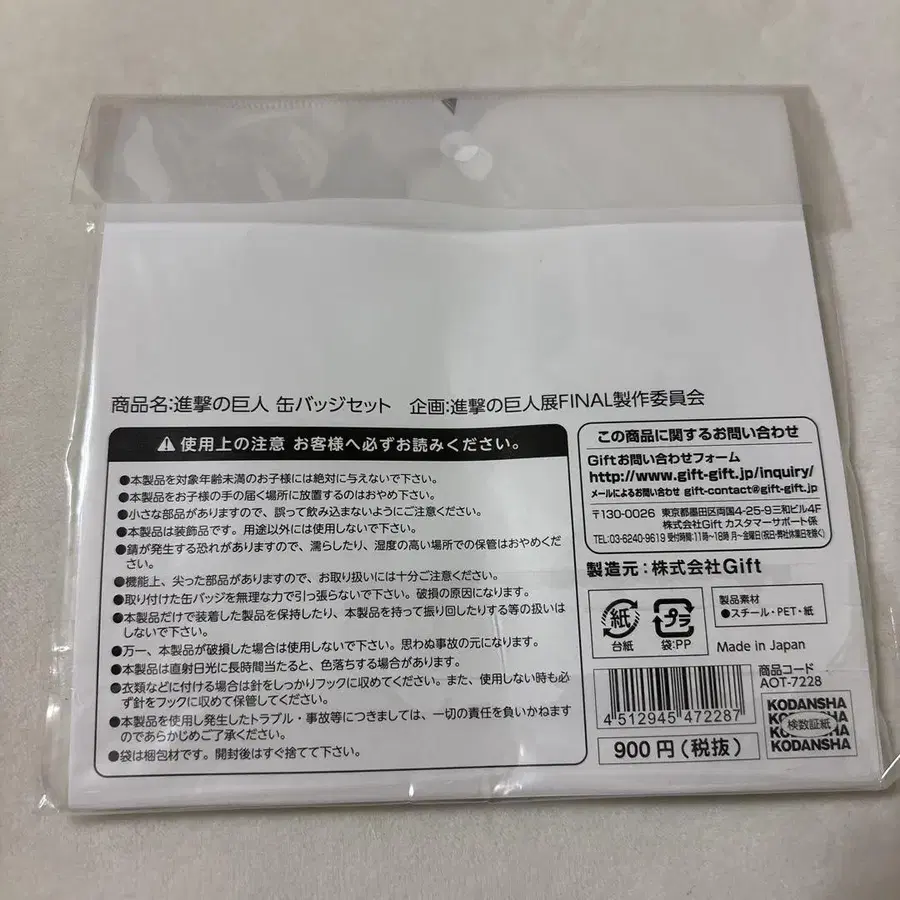 商品名:進撃の巨人 缶バッジセット　企画:進撃の巨人展FINAL製作委員会
⚠ 使用上の注意 お客様へ必ずお読みください。
●本製品を対象年齢未満のお子様には絶対に与えないで下さい。
●本製品をお子様の手の届く場所に放置するのはおやめ下さい。
●小さな部品がありますので、誤って飲み込まないようにご注意ください。
●本製品は装飾品です。用途以外には使用しないで下さい。
●錆が発生する恐れがありますので、濡らしたり、湿度の高い場所での保管はおやめくだ
さい。
●機能上、尖った部品がありますので、お取り扱いには十分ご注意ください。
●取り付けた缶バッジを無理な力で引っ張らないで下さい。破損の原因になります。
●本製品だけで装着した製品を保持したり、本製品を持って振り回したりする等の扱いは
しないで下さい。
●万一、本製品が破損した場合は使用しないで下さい。思わぬ事故の元になります。
●本製品は直射日光に長時間当たると、色落ちする場合があります。
●衣類などに付ける場合は針をしっかりフックに収めてください。また、使用しない時も必
ず針をフックに収めて保管してください。
●本製品を使用し発生したトラブル・事故等につきましては、一切の責任を負いかねます
のであらかじめご了承ください。
●袋は梱包材です。開封後はすぐ捨てて下さい。
この商品に関するお問い合わせ
Giftお問い合わせフォーム
http://www.gift-gift.jp/inquiry/
メールによるお問い合わせ gift-contact@gift-gift.jp
〒130-0026 東京都墨田区両国4-25-9三和ビル4F
株式会社Gift カスタマーサポート係
TEL:03-6240-9619 受付時間:11時〜18時 月〜金曜日(祝日・弊社休業日を除く)
製造元:株式会社Gift
紙
台紙
プラ
袋:PP
製品素材
●スチール・PET・紙
Made in Japan
商品コード
AOT-7228
4 512945 472287
900円(税抜)
KODANSHA
KODANSHA
検数証紙
KODANSHA
KODANSHA